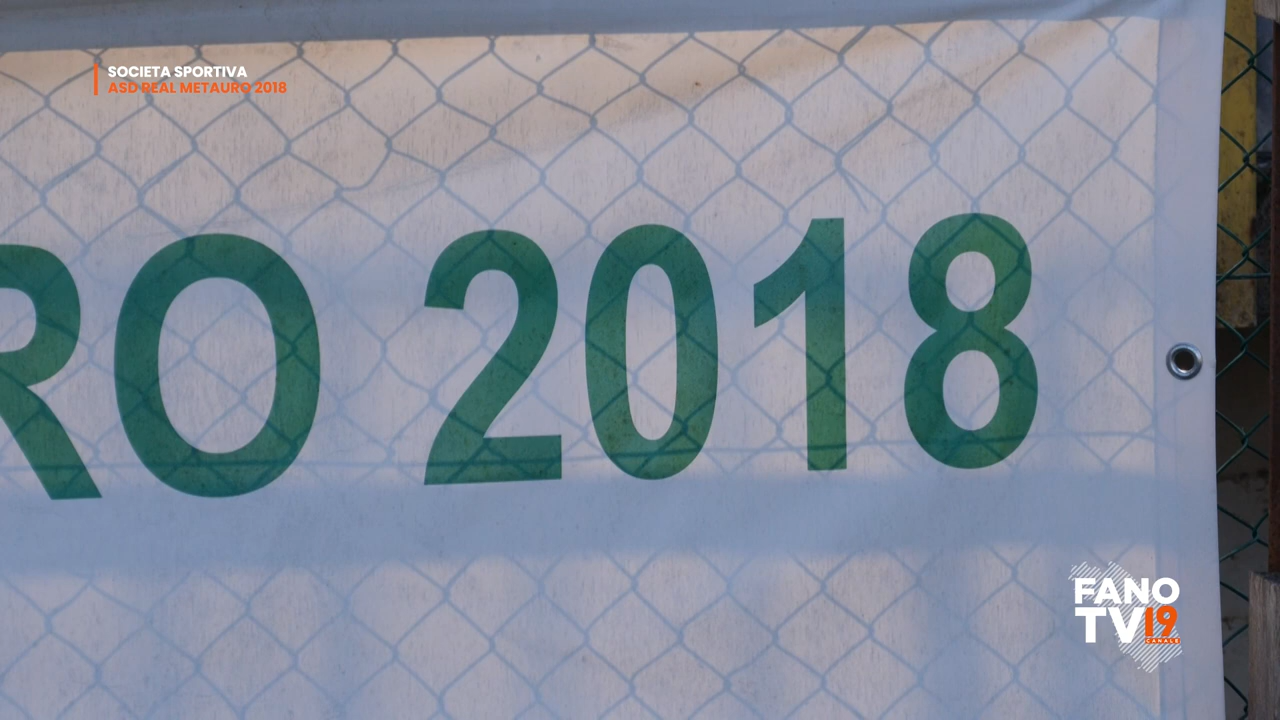 SOCIETA SPORTIVA
ASD REAL METAURO 2018
RO 2018
FANO
TV19
CANALE